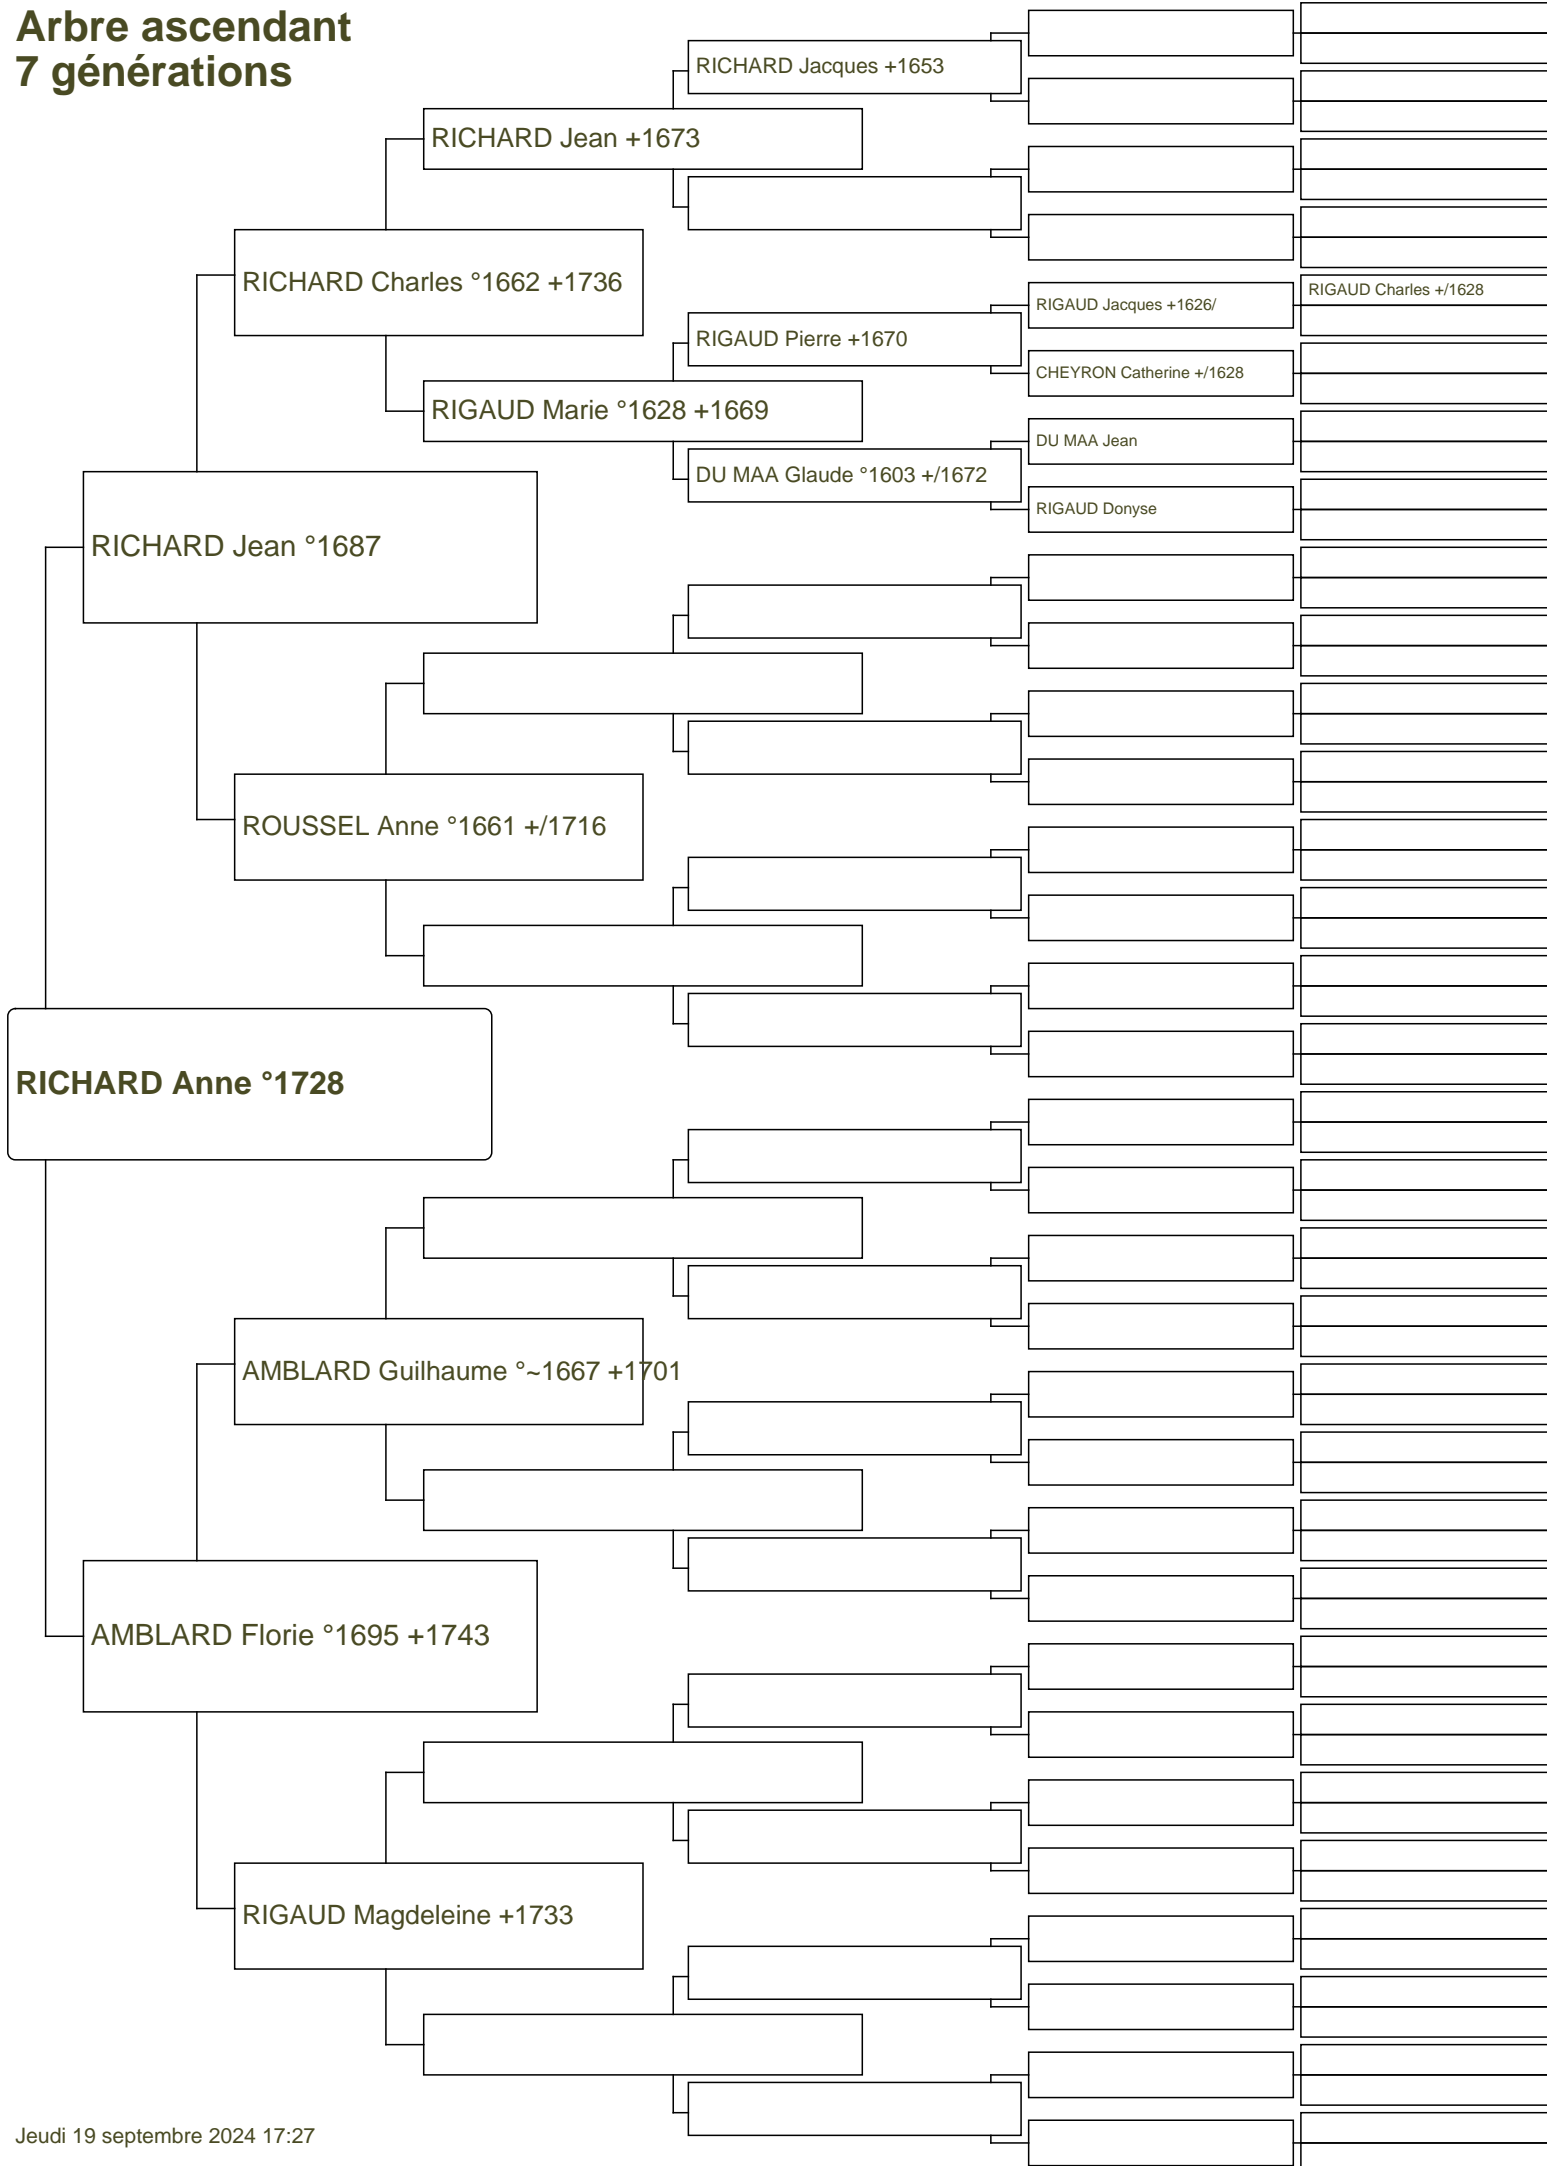 Arbre ascendant
7 générations
RICHARD Jacques +1653
RICHARD Jean +1673
RICHARD Charles °1662 +1736
RIGAUD Charles +/1628
RIGAUD Jacques +1626/
RIGAUD Pierre +1670
CHEYRON Catherine +/1628
RIGAUD Marie °1628 +1669
DU MAA Jean
DU MAA Glaude °1603 +/1672
RIGAUD Donyse
RICHARD Jean °1687
ROUSSEL Anne °1661 +/1716
RICHARD Anne °1728
AMBLARD Guilhaume °~1667 +1701
AMBLARD Florie °1695 +1743
RIGAUD Magdeleine +1733
Jeudi 19 septembre 2024 17:27